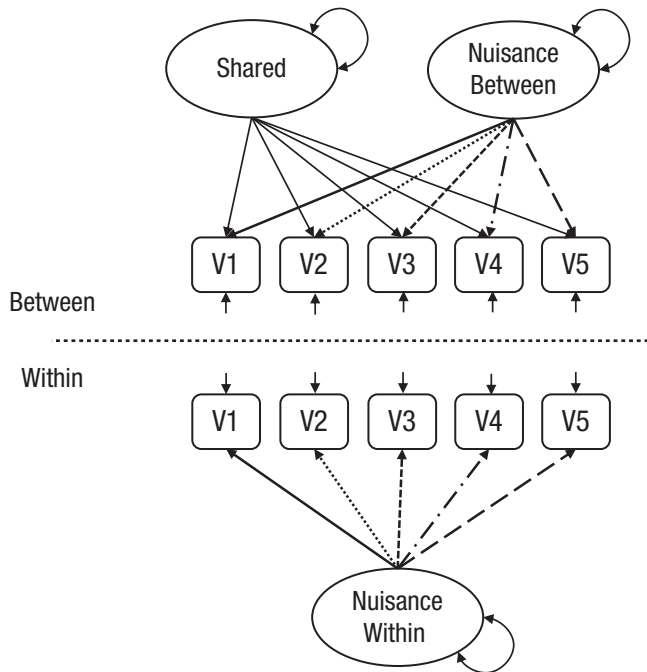 Shared
Nuisance
Between
V1 V2 V3 V4 V5
Between
Within
V1 V2 V3 V4 V5
Nuisance
Within